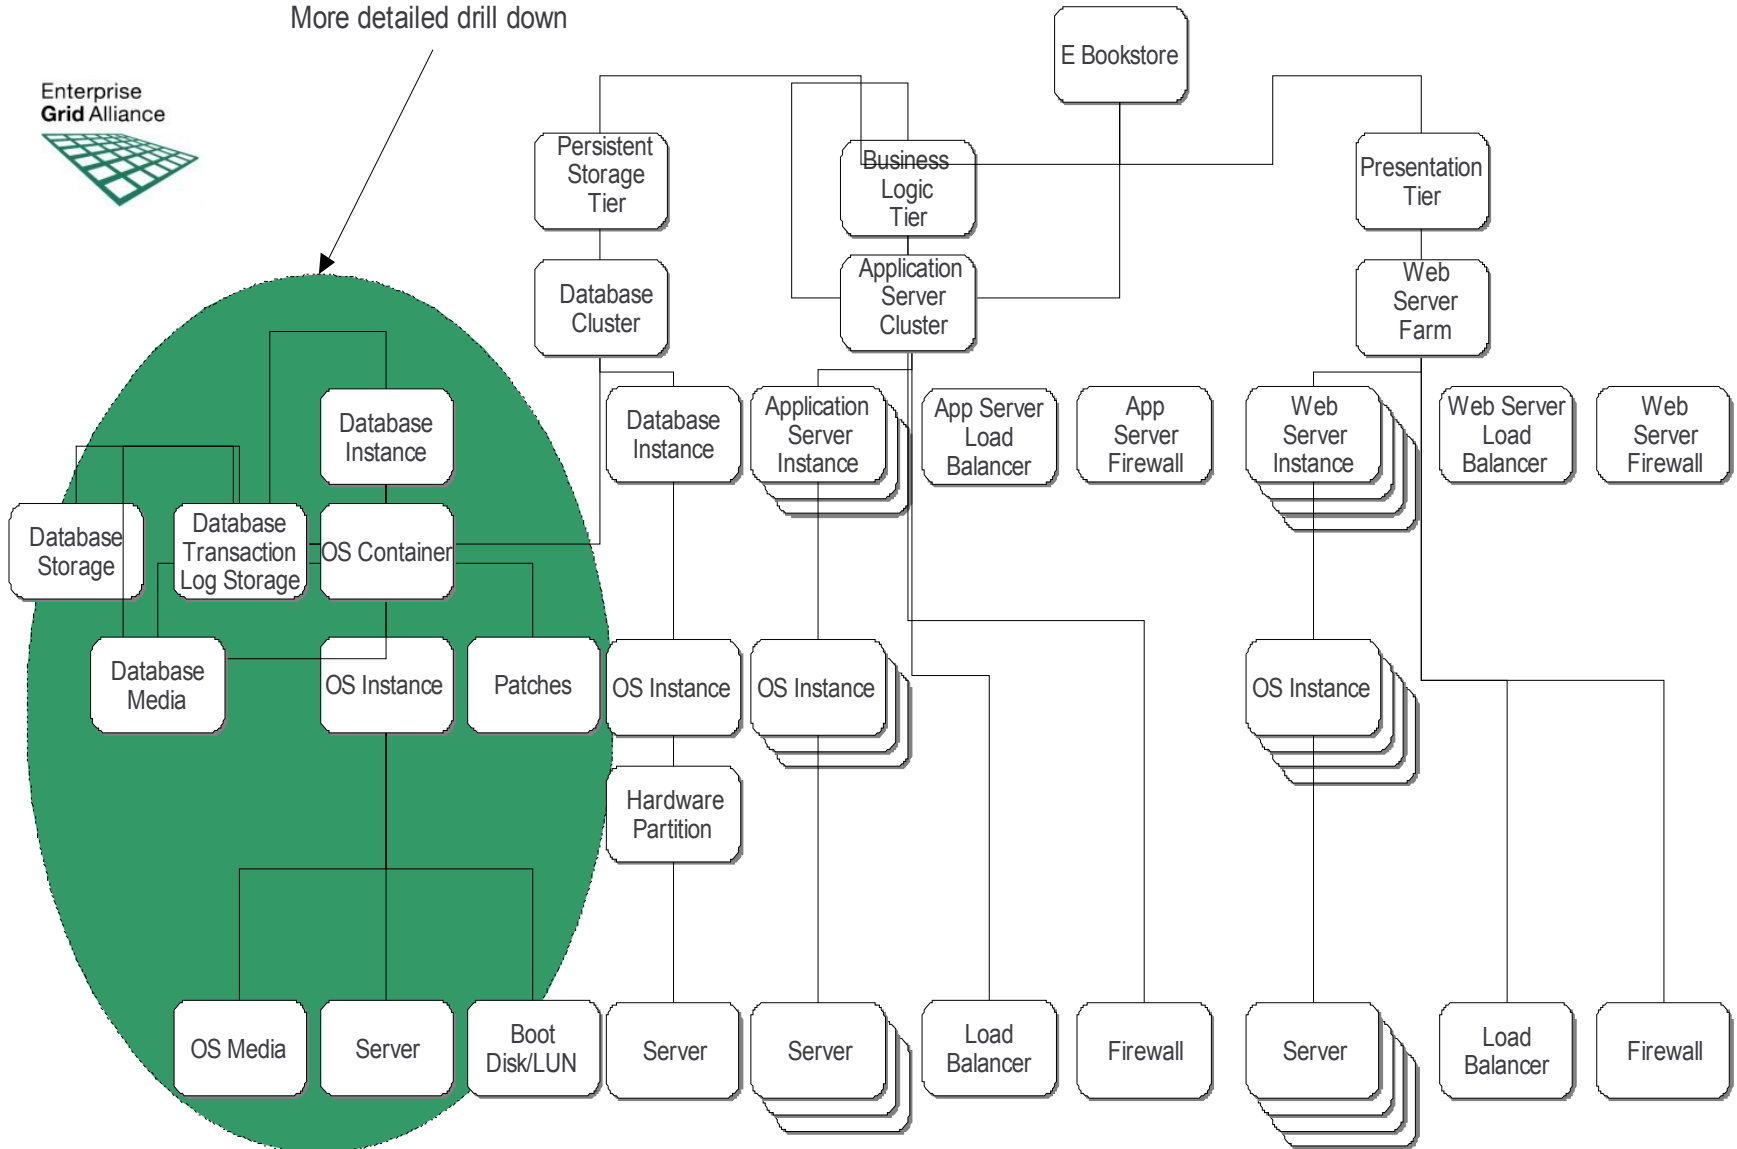 More detailed drill down
E Bookstore
Enterprise
Grid Alliance
Persistent
Storage
Tier
Business
Logic
Tier
Presentation
Tier
Database
Cluster
Application
Server
Cluster
Web
Server
Farm
Database
Instance
Database
Instance
Application
Server
Instance
App Server
Load
Balancer
App
Server
Firewall
Web
Server
Instance
Web Server
Load
Balancer
Web
Server
Firewall
Database
Storage
Database
Transaction
Log Storage
OS Container
Database
Media
OS Instance
Patches
OS Instance
OS Instance
OS Instance
Hardware
Partition
OS Media
Server
Boot
Disk/LUN
Server
Server
Load
Balancer
Firewall
Server
Load
Balancer
Firewall